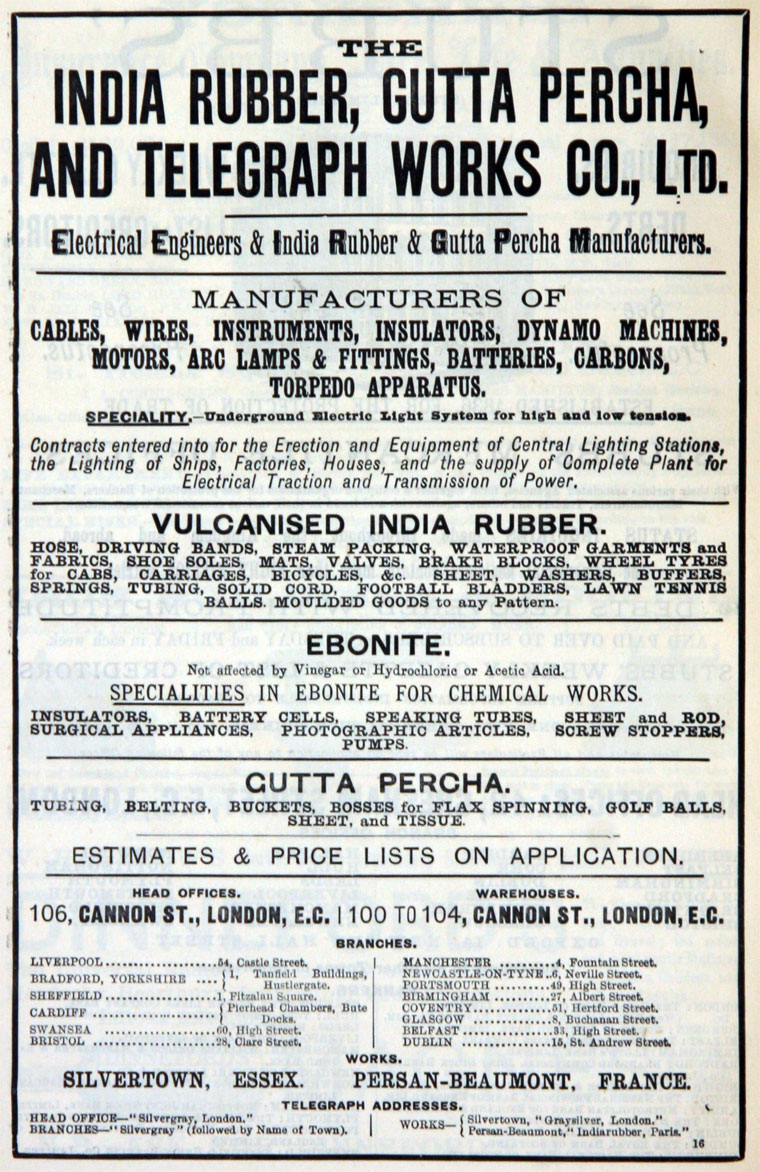 THE
INDIA RUBBER, GUTTA PERCHA,
AND TELEGRAPH WORKS CO., LTD.
Electrical Engineers & India Rubber & Gutta Percha Manufacturers.
MANUFACTURERS OF
CABLES, WIRES, INSTRUMENTS, INSULATORS, DYNAMO MACHINES,
MOTORS, ARC LAMPS & FITTINGS, BATTERIES, CARBONS,
TORPEDO APPARATUS.
SPECIALITY.—Underground Electric Light System for high and low tension.
Contracts entered into for the Erection and Equipment of Central Lighting Stations,
the Lighting of Ships, Factories, Houses, and the supply of Complete Plant for
Electrical Traction and Transmission of Power.
VULCANISED INDIA RUBBER.
HOSE, DRIVING BANDS, STEAM PACKING, WATERPROOF GARMENTS and
FABRICS, SHOE SOLES, MATS, VALVES, BRAKE BLOCKS, WHEEL TYRES
for CABS, CARRIAGES, BICYCLES, &c. SHEET, WASHERS, BUFFERS,
SPRINGS, TUBING, SOLID CORD, FOOTBALL BLADDERS, LAWN TENNIS
BALLS. MOULDED GOODS to any Pattern.
EBONITE.
Not affected by Vinegar or Hydrochloric or Acetic Acid.
SPECIALITIES IN EBONITE FOR CHEMICAL WORKS.
INSULATORS, BATTERY CELLS, SPEAKING TUBES, SHEET and ROD,
SURGICAL APPLIANCES, PHOTOGRAPHIC ARTICLES, SCREW STOPPERS,
PUMPS.
GUTTA PERCHA.
TUBING, BELTING, BUCKETS, BOSSES for FLAX SPINNING, GOLF BALLS,
SHEET, and TISSUE.
ESTIMATES & PRICE LISTS ON APPLICATION.
HEAD OFFICES. WAREHOUSES.
106, CANNON ST., LONDON, E.C. | 100 TO 104, CANNON ST., LONDON, E.C.
BRANCHES.
LIVERPOOL ..................54, Castle Street.
BRADFORD, YORKSHIRE { 1, Tanfield Buildings,
Hustlergate.
SHEFFIELD ..................1, Fitzalan Square.
CARDIFF .................. { Pierhead Chambers, Bute
Docks.
SWANSEA ..................60, High Street.
BRISTOL ..................28, Clare Street.
MANCHESTER ..........4, Fountain Street.
NEWCASTLE-ON-TYNE..6, Neville Street.
PORTSMOUTH ..........49, High Street.
BIRMINGHAM ..........27, Albert Street.
COVENTRY..............51, Hertford Street.
GLASGOW ..............8, Buchanan Street.
BELFAST ..............33, High Street.
DUBLIN ..............15, St. Andrew Street.
WORKS.
SILVERTOWN, ESSEX. PERSAN-BEAUMONT, FRANCE.
TELEGRAPH ADDRESSES.
HEAD OFFICE—"Silvergray, London."
BRANCHES—"Silvergray" (followed by Name of Town).
WORKS— { Silvertown, "Graysilver, London."
Persan-Beaumont, "Indiarubber, Paris."
16